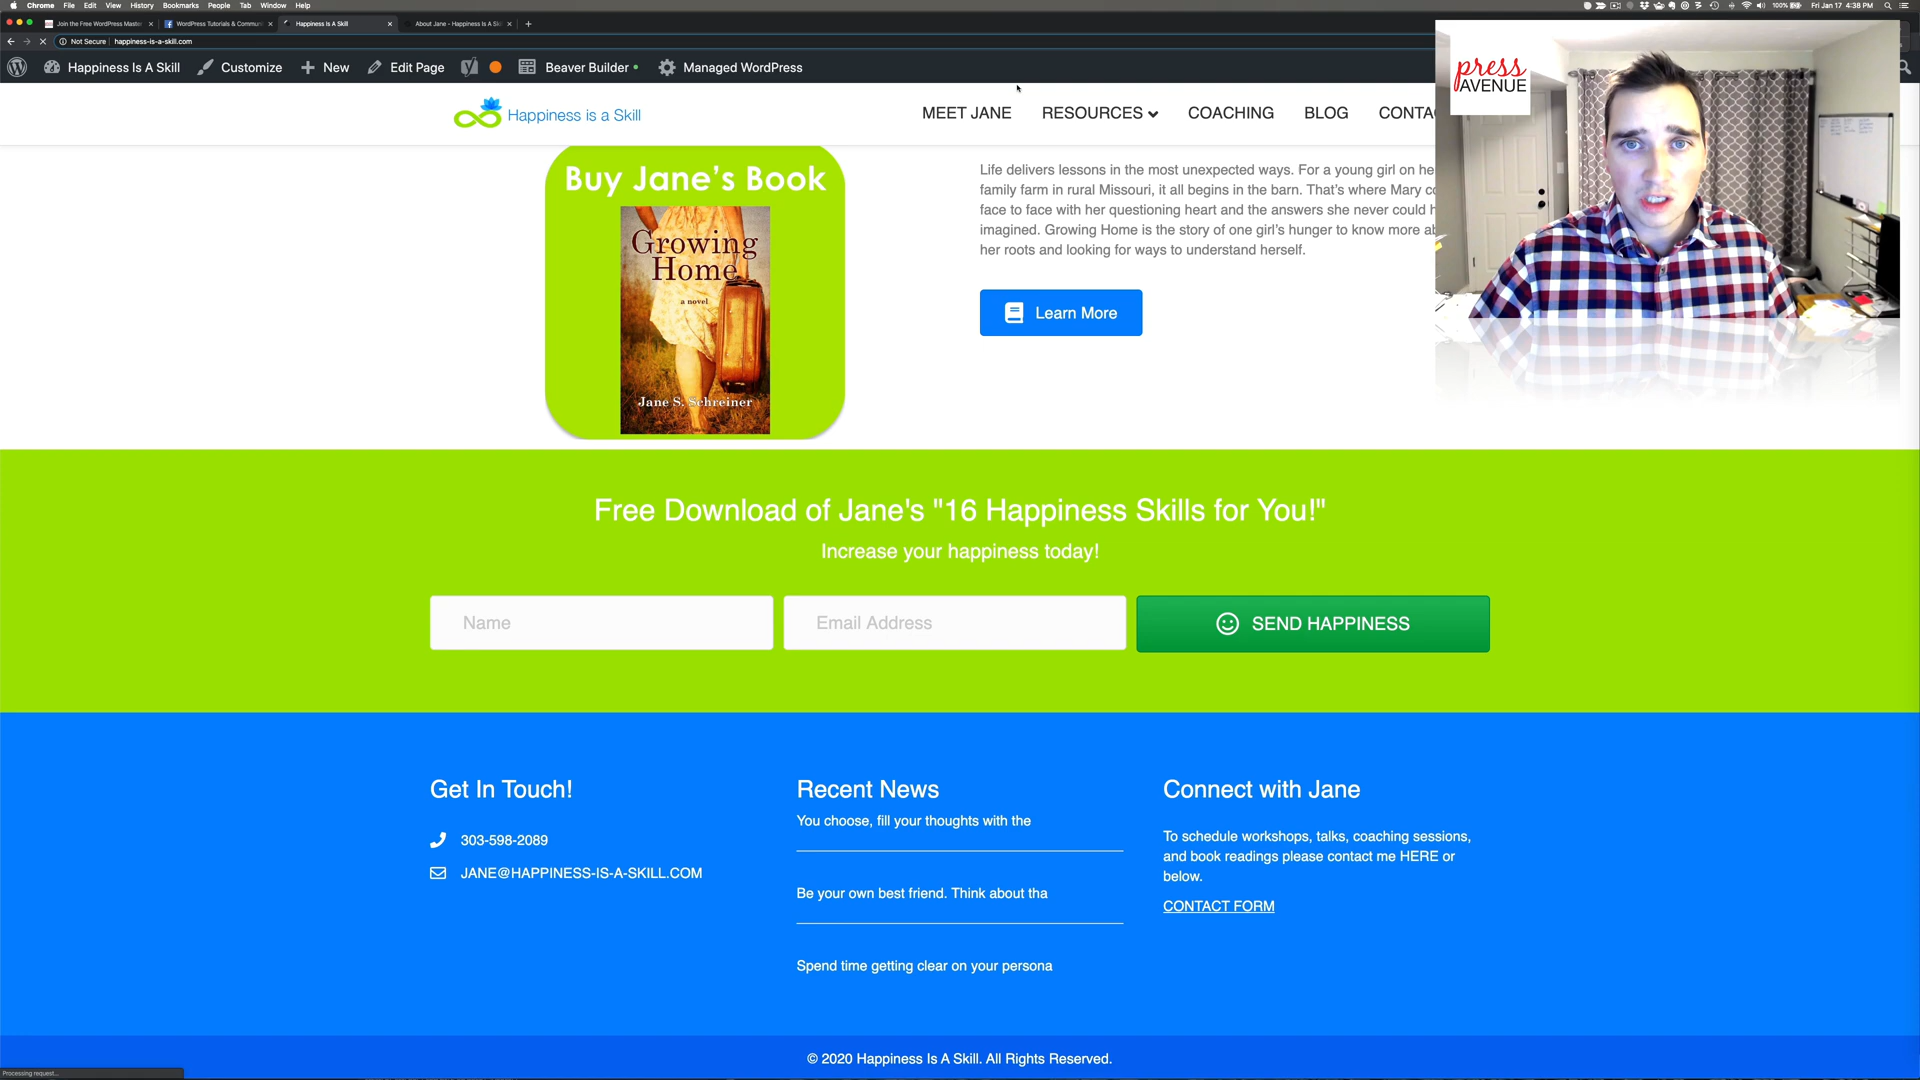 Chrome File Edit View History Bookmarks People Tab Window Help
100% Fri Jan 17 4:38 PM
Join the Free WordPress Master
WordPress Tutorials & Commun
Happiness Is A Skill
About Jane - Happiness Is A Ski
Not Secure happiness-is-a-skill.com
Happiness Is A Skill Customize New Edit Page Beaver Builder Managed WordPress
press
AVENUE
Happiness is a Skill
MEET JANE RESOURCES COACHING BLOG CONTA
Buy Jane's Book
Growing
Home
a novel
Jane S. Schreiner
Life delivers lessons in the most unexpected ways. For a young girl on he
family farm in rural Missouri, it all begins in the barn. That's where Mary co
face to face with her questioning heart and the answers she never could h
imagined. Growing Home is the story of one girl's hunger to know more ab
her roots and looking for ways to understand herself.
Learn More
Free Download of Jane's "16 Happiness Skills for You!"
Increase your happiness today!
Name
Email Address
SEND HAPPINESS
Get In Touch!
303-598-2089
JANE@HAPPINESS-IS-A-SKILL.COM
Recent News
You choose, fill your thoughts with the
Be your own best friend. Think about tha
Spend time getting clear on your persona
Connect with Jane
To schedule workshops, talks, coaching sessions,
and book readings please contact me HERE or
below.
CONTACT FORM
© 2020 Happiness Is A Skill. All Rights Reserved.
Processing request...